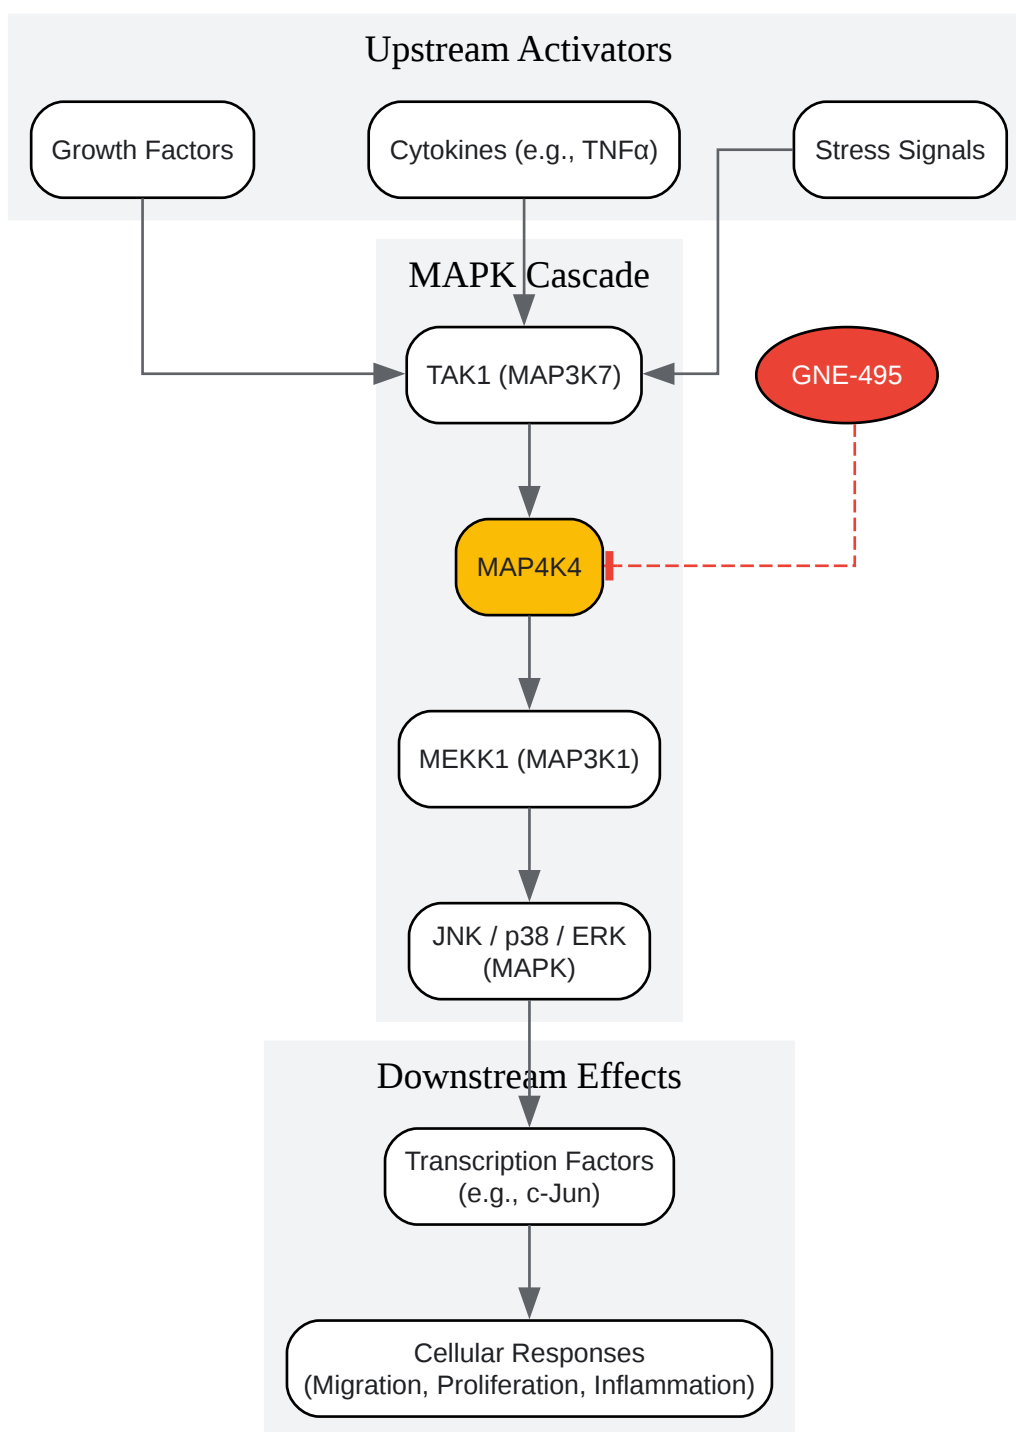 Upstream Activators
Growth Factors
Cytokines (e.g., TNFα)
Stress Signals
MAPK Cascade
TAK1 (MAP3K7)
GNE-495
MAP4K4
MEKK1 (MAP3K1)
JNK / p38 / ERK
(MAPK)
Downstream Effects
Transcription Factors
(e.g., c-Jun)
Cellular Responses
(Migration, Proliferation, Inflammation)